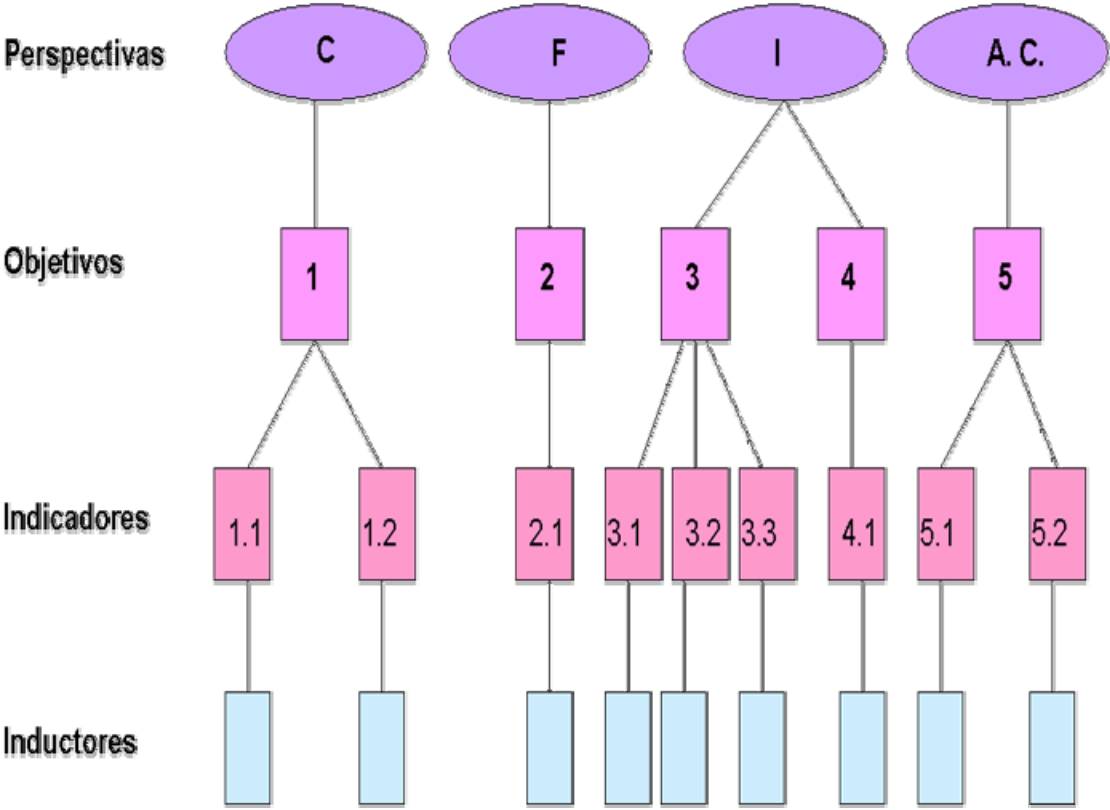 Perspectivas
C
F
I
A. C.
Objetivos
1
2
3
4
5
Indicadores
1.1
1.2
2.1
3.1
3.2
3.3
4.1
5.1
5.2
Inductores